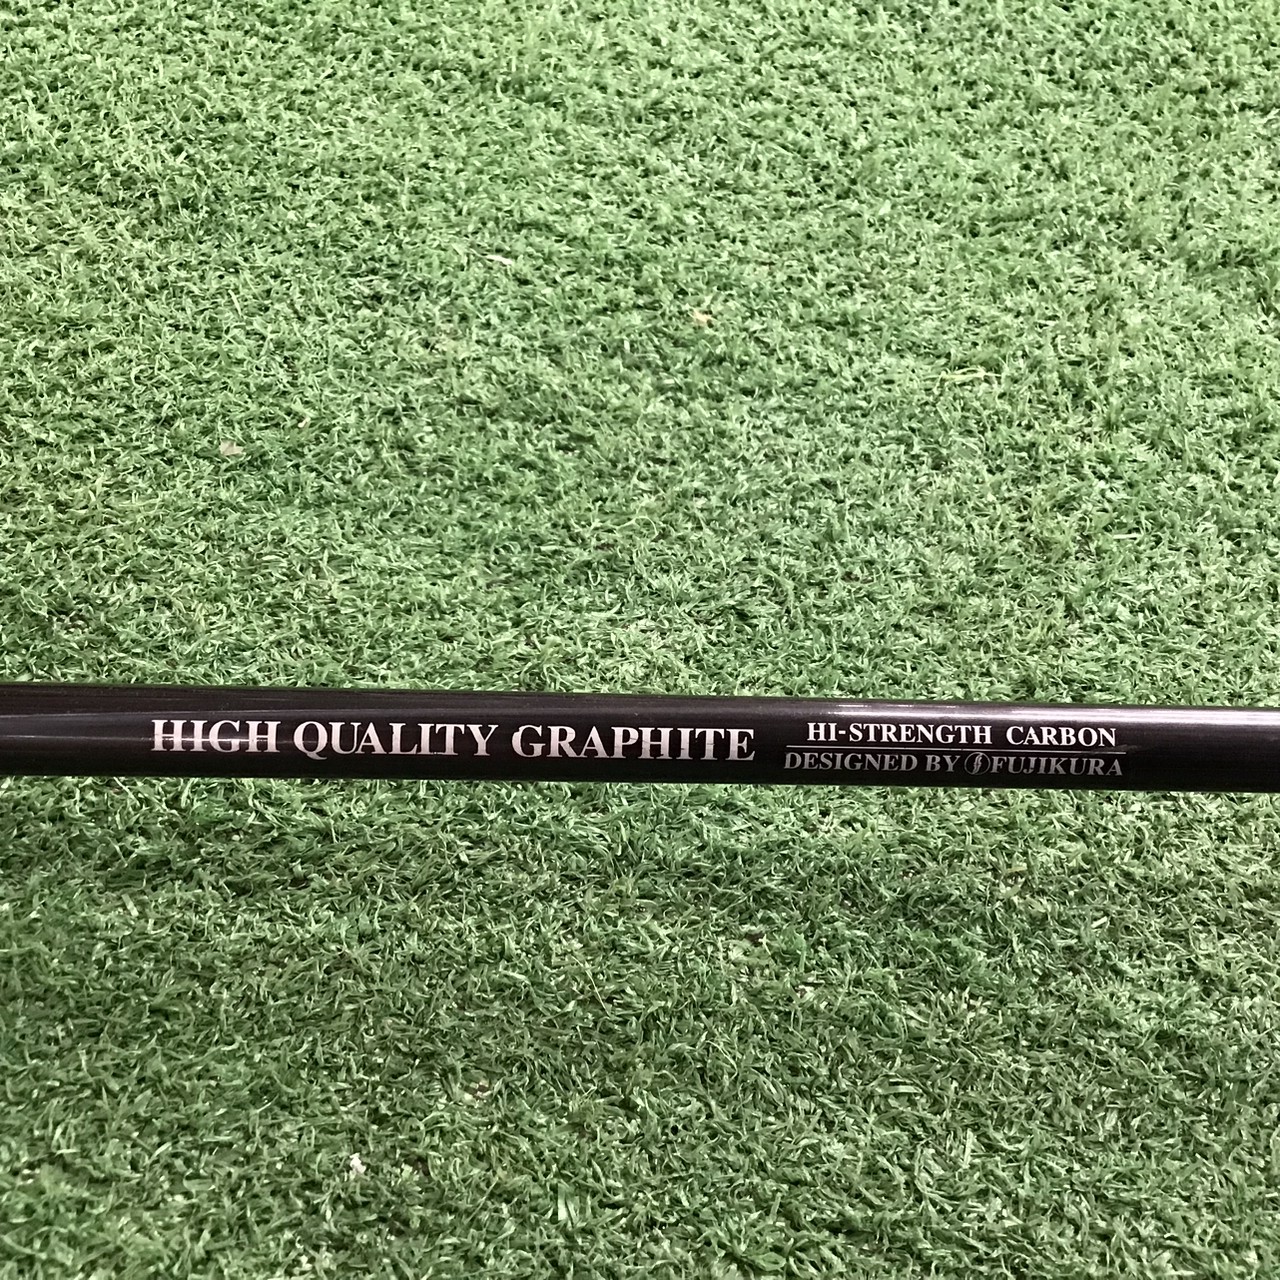 HIGH QUALITY GRAPHITE
HI-STRENGTH CARBON
DESIGNED BY FUJIKURA